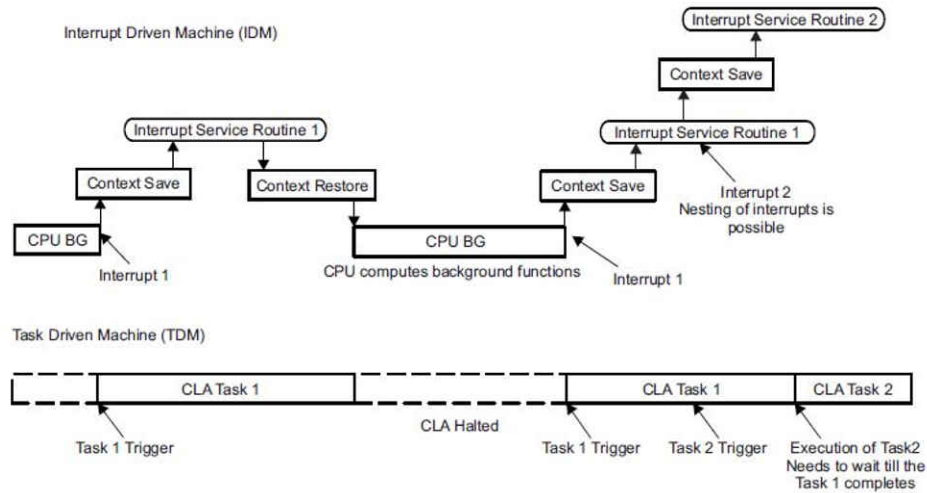 Interrupt Driven Machine (IDM)
Interrupt Service Routine 2
Context Save
Interrupt Service Routine 1
Interrupt Service Routine 1
Context Save
Context Restore
Context Save
Interrupt 2
Nesting of interrupts is
possible
CPU BG
CPU BG
Interrupt 1
CPU computes background functions
Interrupt 1
Task Driven Machine (TDM)
CLA Task 1
CLA Task 1
CLA Task 2
CLA Halted
Task 1 Trigger
Task 1 Trigger
Task 2 Trigger
Execution of Task2
Needs to wait till the
Task 1 completes